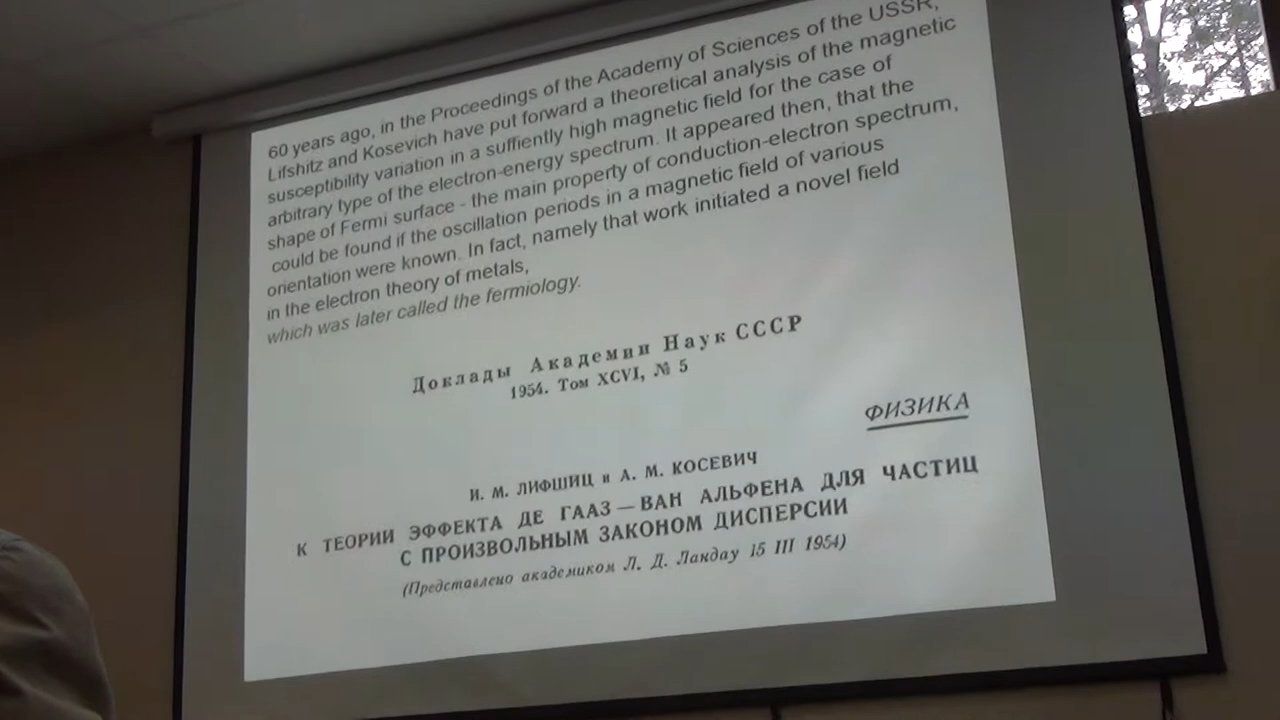 60 years ago, in the Proceedings of the Academy of Sciences of the USSR,
Lifshitz and Kosevich have put forward a theoretical analysis of the magnetic
susceptibility variation in a suffiently high magnetic field for the case of
arbitrary type of the electron-energy spectrum. It appeared then, that the
shape of Fermi surface - the main property of conduction-electron spectrum,
could be found if the oscillation periods in a magnetic field of various
orientation were known. In fact, namely that work initiated a novel field
in the electron theory of metals,
which was later called the fermiology.
Доклады Академии Наук СССР
1954. Том XCVI, № 5
ФИЗИКА
И. М. ЛИФШИЦ и А. М. КОСЕВИЧ
К ТЕОРИИ ЭФФЕКТА ДЕ ГААЗ — ВАН АЛЬФЕНА ДЛЯ ЧАСТИЦ
С ПРОИЗВОЛЬНЫМ ЗАКОНОМ ДИСПЕРСИИ
(Представлено академиком Л. Д. Ландау 15 III 1954)